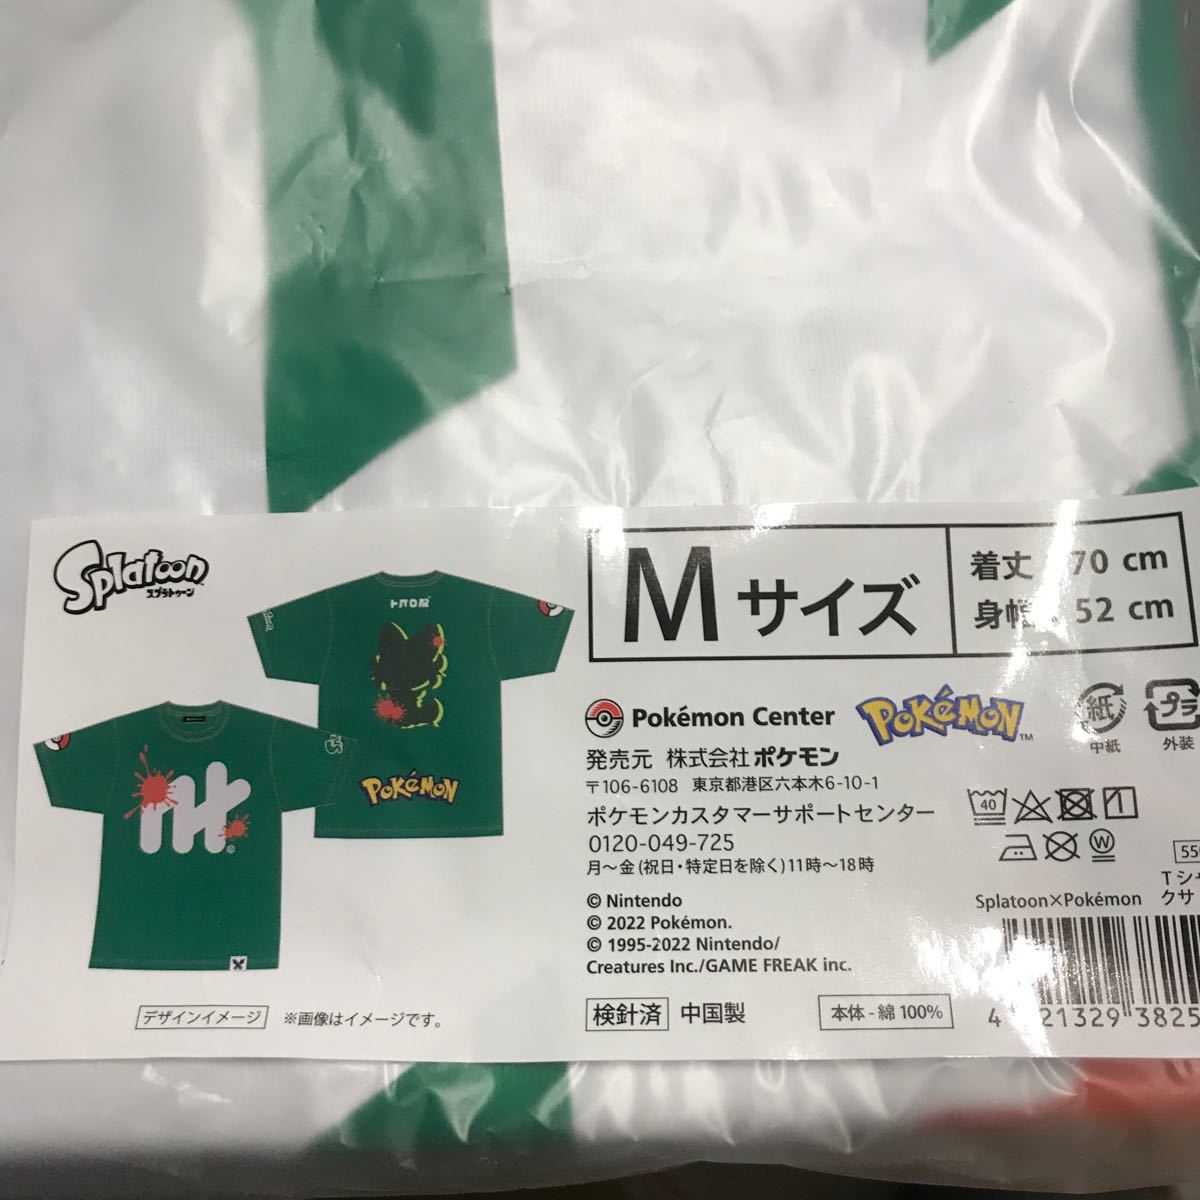 Splatoon
スプラトゥーン
POKéMON
デザインイメージ ※画像はイメージです。
M サイズ
着丈 70 cm
身幅 52 cm
Pokémon Center POKéMON™
発売元 株式会社ポケモン
〒106-6108 東京都港区六本木6-10-1
ポケモンカスタマーサポートセンター
0120-049-725
月～金(祝日・特定日を除く)11時～18時
© Nintendo
© 2022 Pokémon.
© 1995-2022 Nintendo/
Creatures Inc./GAME FREAK inc.
検針済 中国製
本体-綿100%
紙 プラ
中紙 外装
40
W
Splatoon×Pokémon
Tシャ
クサ
21329 3825